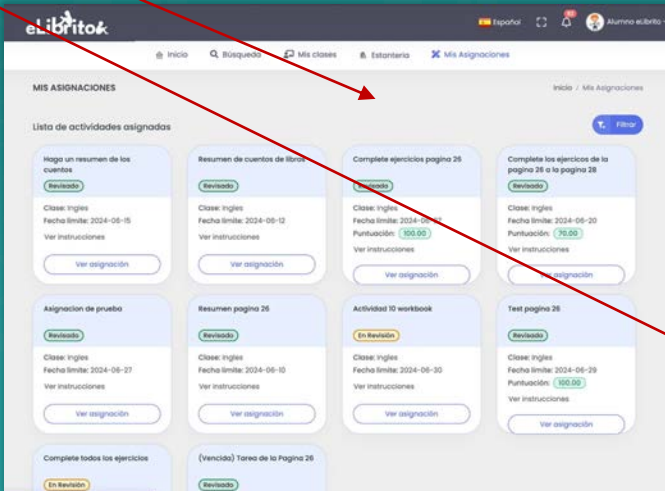 eLibrito
Español
Alumno eLibrito
Inicio
Búsqueda
Mis clases
Estantería
Mis Asignaciones
MIS ASIGNACIONES
Inicio / Mis Asignaciones
Lista de actividades asignadas
Filtrar
Haga un resumen de los
cuentos
Revisado
Clase: Ingles
Fecha límite: 2024-06-15
Ver instrucciones
Ver asignación
Resumen de cuentos de libros
Revisado
Clase: Ingles
Fecha límite: 2024-06-12
Ver instrucciones
Ver asignación
Complete ejercicios pagina 26
Revisado
Clase: Ingles
Fecha límite:
Puntuación: 100.00
Ver instrucciones
Ver asignación
Complete los ejercicos de la
pagina 26 a la pagina 28
Revisado
Clase: Ingles
Fecha límite: 2024-06-20
Puntuación: 70.00
Ver instrucciones
Ver asignación
Asignacion de prueba
Revisado
Clase: Ingles
Fecha límite: 2024-06-27
Ver instrucciones
Ver asignación
Resumen pagina 26
Revisado
Clase: Ingles
Fecha límite: 2024-06-10
Ver instrucciones
Ver asignación
Actividad 10 workbook
En Revisión
Clase: Ingles
Fecha límite: 2024-06-30
Ver instrucciones
Ver asignación
Test pagina 26
Revisado
Clase: Ingles
Fecha límite: 2024-06-29
Puntuación: 100.00
Ver instrucciones
Ver asignación
Complete todos los ejercicios
En Revisión
(Vencida) Tarea de la Pagina 26
Revisado